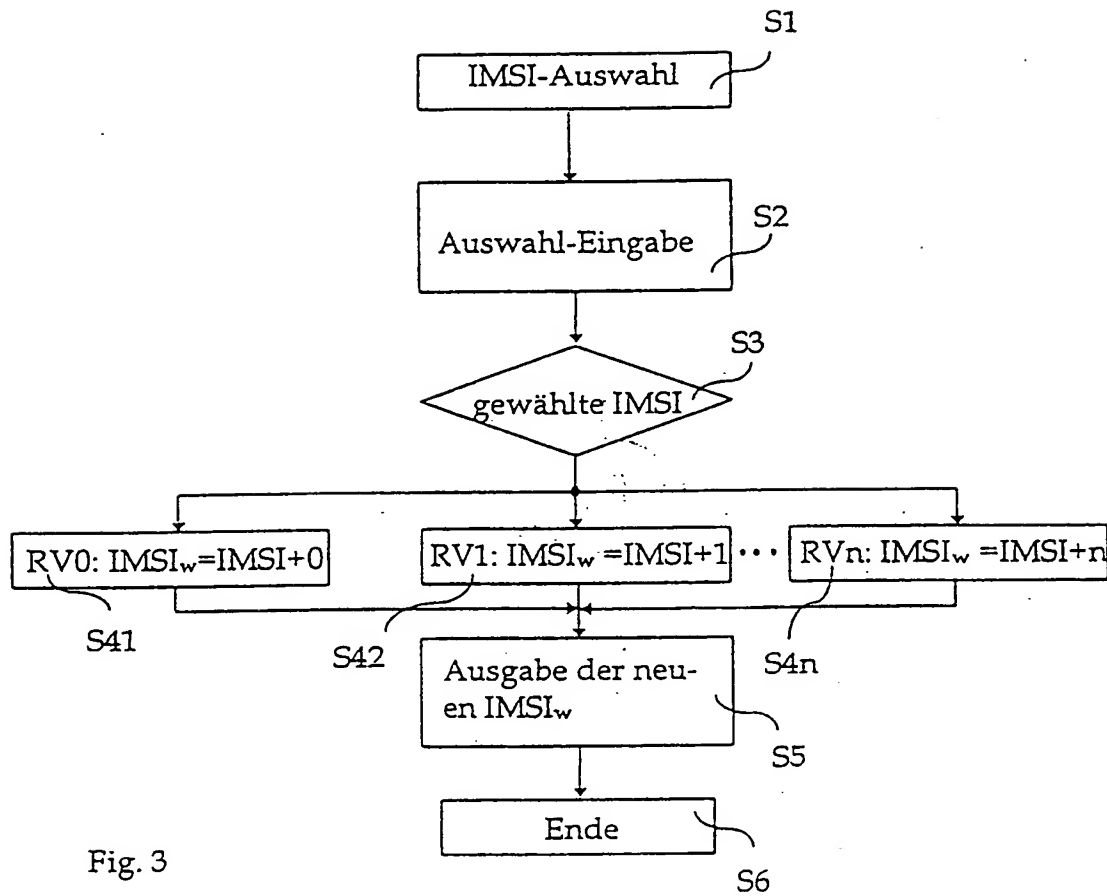 S1
IMSI-Auswahl
S2
Auswahl-Eingabe
S3
gewählte IMSI
RV0: IMSIw=IMSI+0
RV1: IMSIw =IMSI+1
•••
RVn: IMSIw =IMSI+n
S41
S42
S4n
Ausgabe der neu-
en IMSIw
S5
Ende
Fig. 3
S6